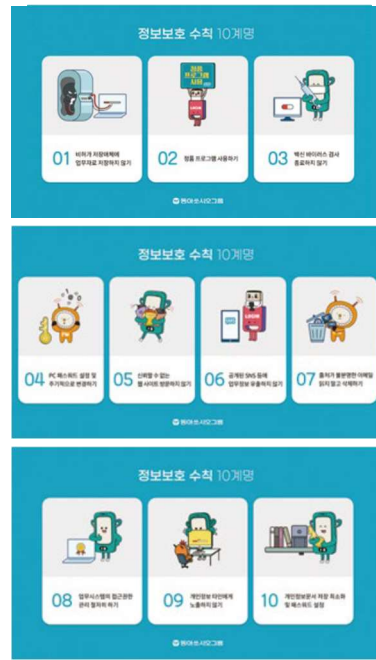 정보보호 수칙 10계명
01 비허가 저장매체에
업무자료 저장하지 않기
정품
프로그램
사용
02 정품 프로그램 사용하기
03 백신 바이러스 검사
종료하지 않기
동아쏘시오그룹
정보보호 수칙 10계명
04 PC 패스워드 설정 및
주기적으로 변경하기
05 신뢰할 수 없는
웹 사이트 방문하지 않기
LOGIN
06 공개된 SNS 등에
업무정보 유출하지 않기
07 출처가 불분명한 이메일
읽지 말고 삭제하기
동아쏘시오그룹
정보보호 수칙 10계명
08 업무시스템의 접근권한
관리 철저히 하기
09 개인정보 타인에게
노출하지 않기
10 개인정보문서 저장 최소화
및 패스워드 설정
동아쏘시오그룹